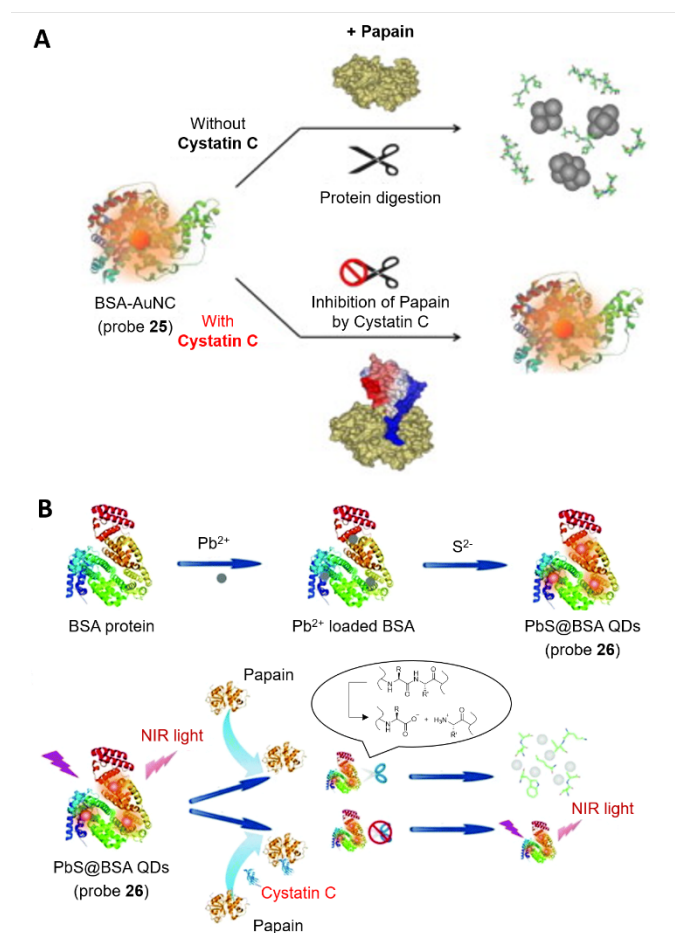 A
+ Papain
Without
Cystatin C
Protein digestion
BSA-AuNC
(probe 25)
With
Cystatin C
Inhibition of Papain
by Cystatin C
B
Pb2+
S2-
BSA protein
Pb2+ loaded BSA
PbS@BSA QDs
(probe 26)
Papain
R
H
N
O
N
H
O
R'
R
N
H
O
O-
+
H3N
O
R'
NIR light
NIR light
PbS@BSA QDs
(probe 26)
Cystatin C
Papain